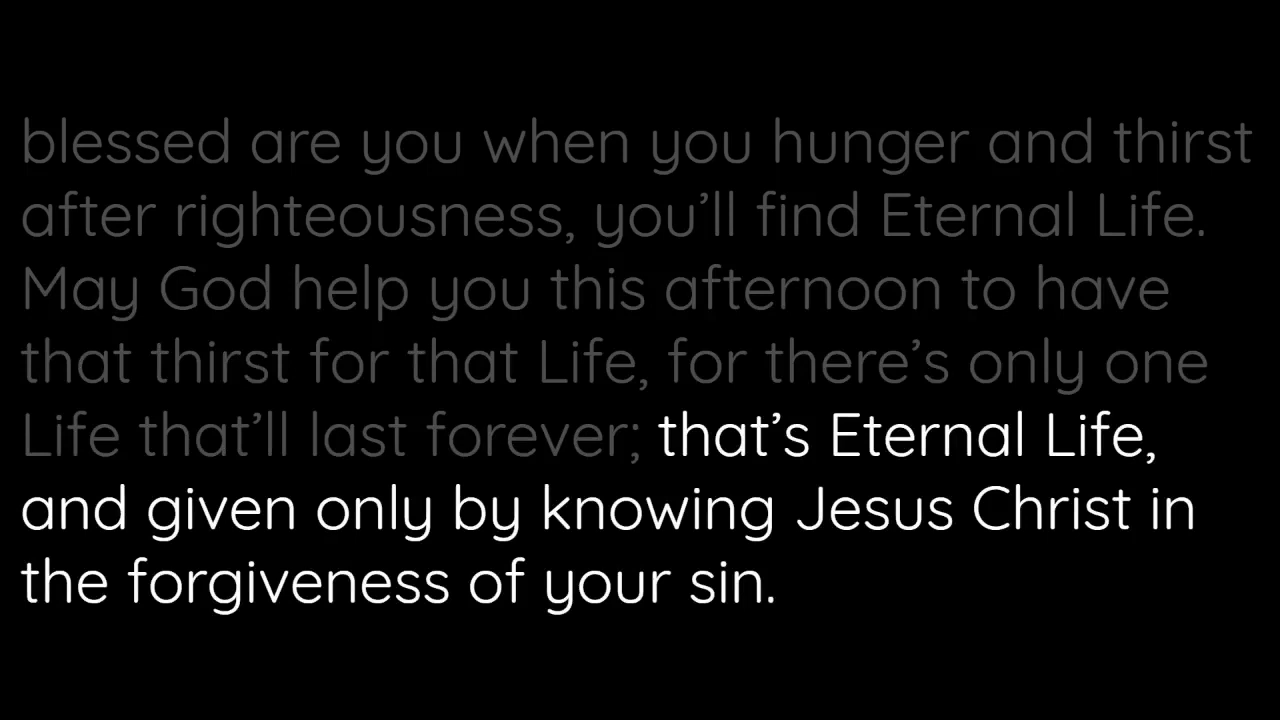 blessed are you when you hunger and thirst
after righteousness, you’ll find Eternal Life.
May God help you this afternoon to have
that thirst for that Life, for there’s only one
Life that’ll last forever; that’s Eternal Life,
and given only by knowing Jesus Christ in
the forgiveness of your sin.